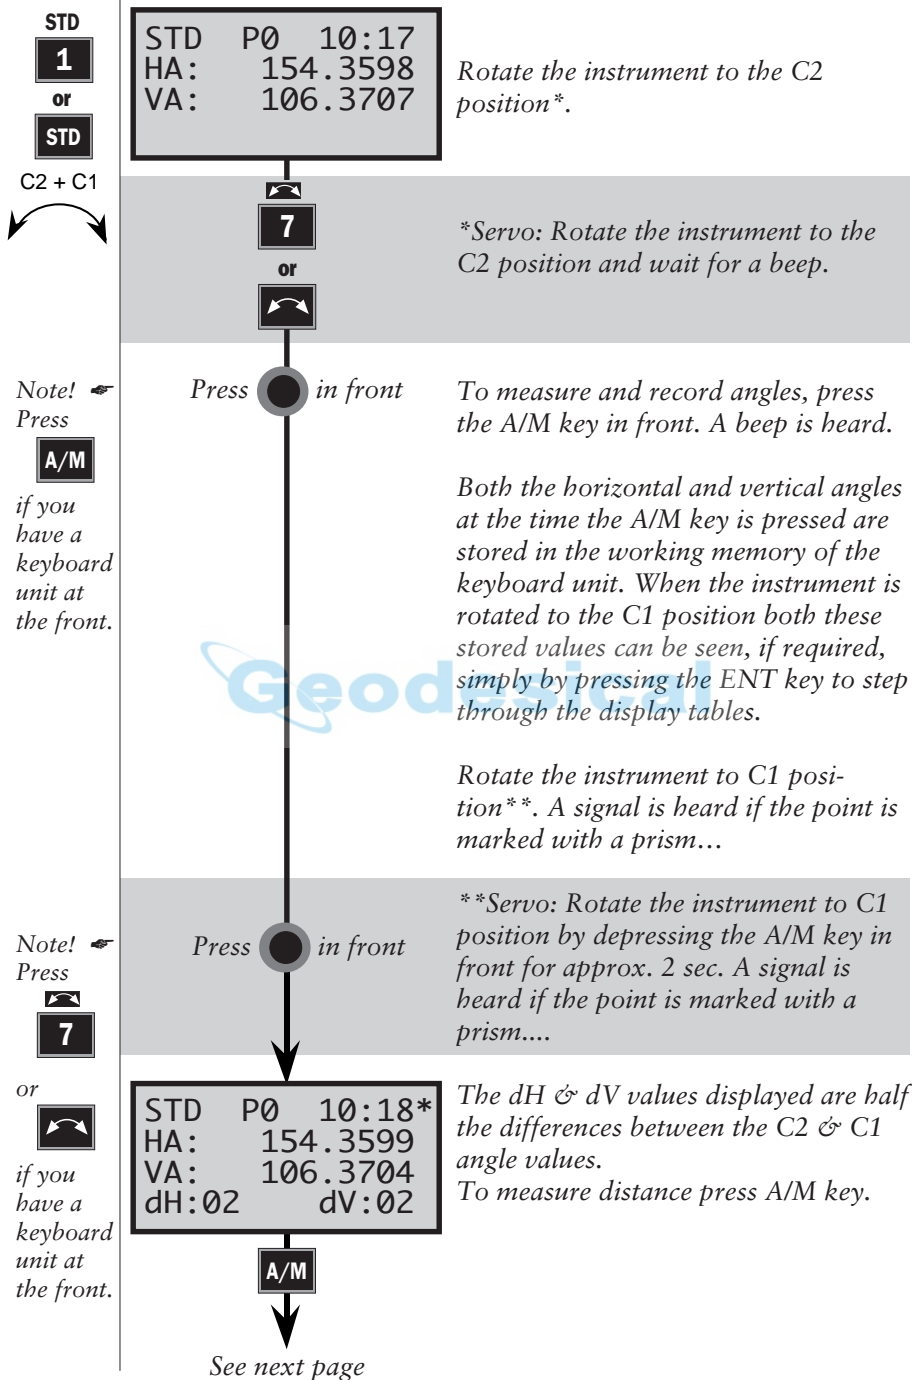 STD
1
or
STD
C2 + C1
STD P0 10:17
HA: 154.3598
VA: 106.3707
Rotate the instrument to the C2
position*.
7
or
*Servo: Rotate the instrument to the
C2 position and wait for a beep.
Note!
Press
A/M
if you
have a
keyboard
unit at
the front.
Press in front
To measure and record angles, press
the A/M key in front. A beep is heard.
Both the horizontal and vertical angles
at the time the A/M key is pressed are
stored in the working memory of the
keyboard unit. When the instrument is
rotated to the C1 position both these
stored values can be seen, if required,
simply by pressing the ENT key to step
through the display tables.
Geodesical
Rotate the instrument to C1 posi-
tion**. A signal is heard if the point is
marked with a prism…
Note!
Press
7
or
if you
have a
keyboard
unit at
the front.
Press in front
**Servo: Rotate the instrument to C1
position by depressing the A/M key in
front for approx. 2 sec. A signal is
heard if the point is marked with a
prism....
STD P0 10:18*
HA: 154.3599
VA: 106.3704
dH:02 dV:02
The dH & dV values displayed are half
the differences between the C2 & C1
angle values.
To measure distance press A/M key.
A/M
See next page